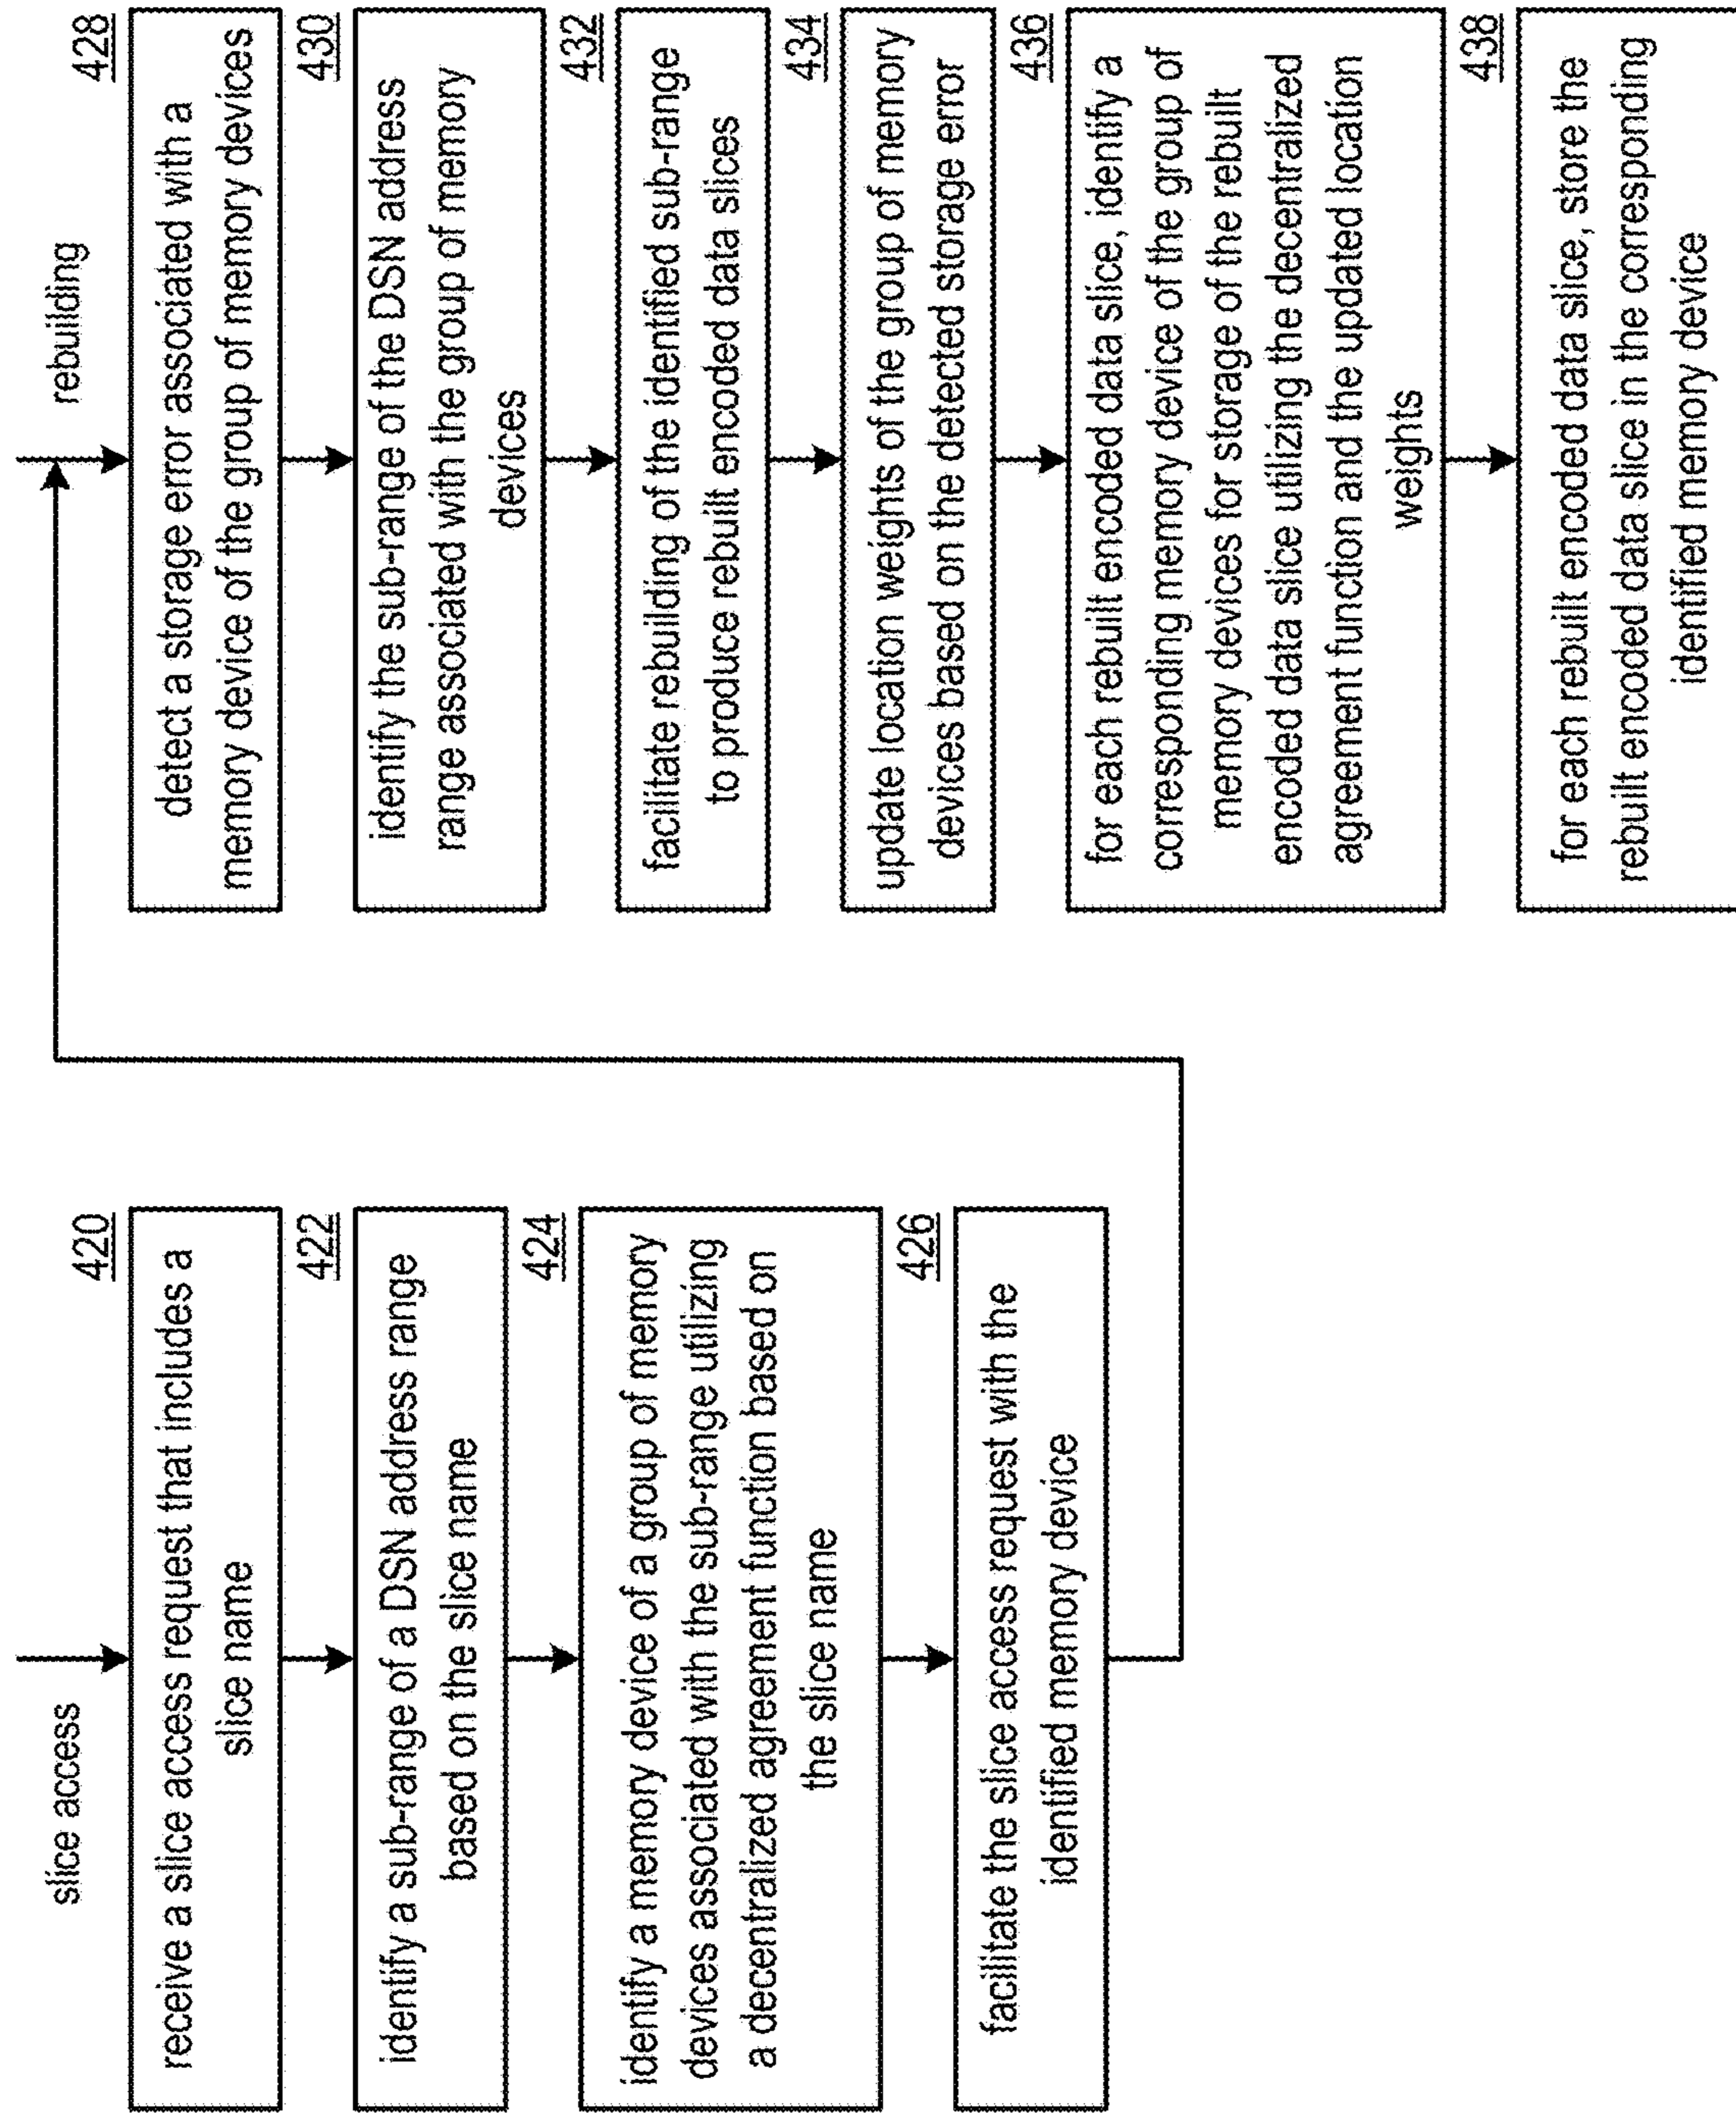 slice access
420
receive a slice access request that includes a
slice name
422
identify a sub-range of a DSN address range
based on the slice name
424
identify a memory device of a group of memory
devices associated with the sub-range utilizing
a decentralized agreement function based on
the slice name
426
facilitate the slice access request with the
identified memory device
rebuilding
428
detect a storage error associated with a
memory device of the group of memory devices
430
identify the sub-range of the DSN address
range associated with the group of memory
devices
432
facilitate rebuilding of the identified sub-range
to produce rebuilt encoded data slices
434
update location weights of the group of memory
devices based on the detected storage error
436
for each rebuilt encoded data slice, identify a
corresponding memory device of the group of
memory devices for storage of the rebuilt
encoded data slice utilizing the decentralized
agreement function and the updated location
weights
438
for each rebuilt encoded data slice, store the
rebuilt encoded data slice in the corresponding
identified memory device